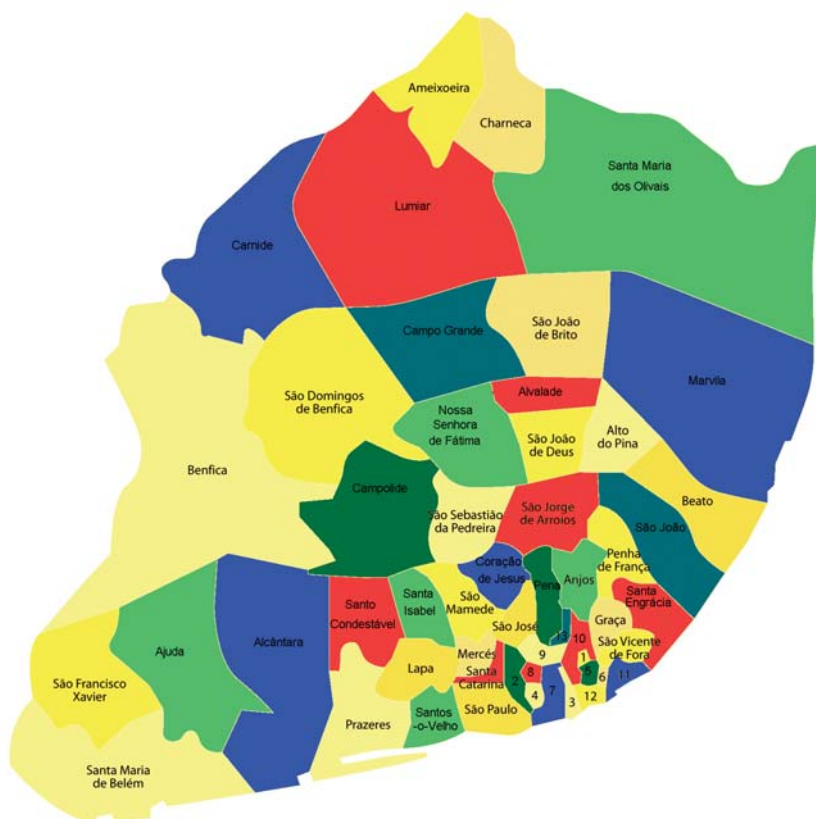 Ameixoeira
Charneca
Santa Maria
dos Olivais
Lumiar
Carnide
Campo Grande
São João
de Brito
Marvila
São Domingos
de Benfica
Alvalade
Nossa
Senhora
de Fátima
São João
de Deus
Alto
do Pina
Benfica
Campolide
São Sebastião
da Pedreira
São Jorge
de Arroios
Beato
São João
Coração
de Jesus
Pena
Anjos
Penha
de França
Santo
Condestável
Santa
Isabel
São
Mamede
Santa
Engrácia
Graça
Alcântara
Ajuda
São José
13
10
São Vicente
de Fora
Mercês
9
1
Lapa
Santa
Catarina
2
8
5
6
11
São Francisco
Xavier
4
7
3
12
Prazeres
Santos
-o-Velho
São Paulo
Santa Maria
de Belém